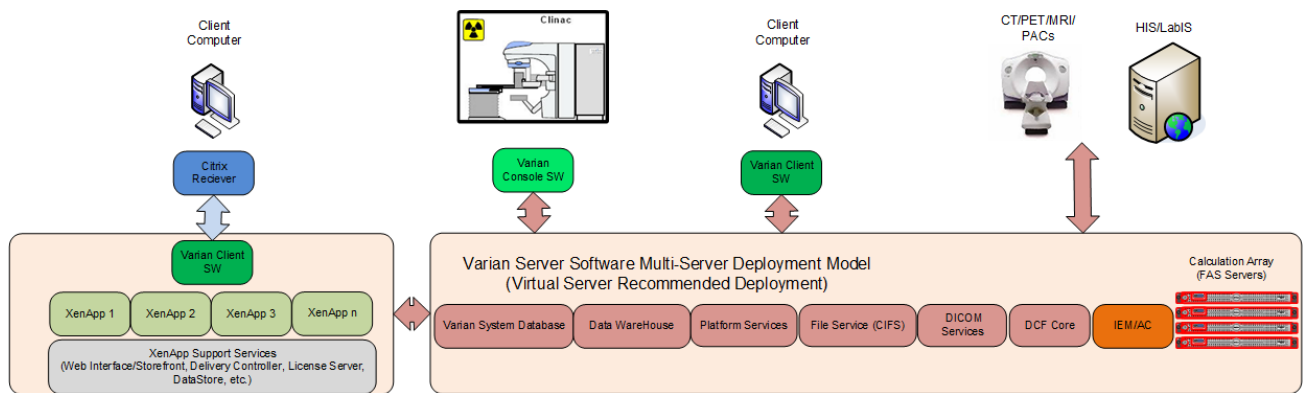 Client
Computer
Clinac
Client
Computer
CT/PET/MRI/
PACs
HIS/LabIS
Citrix
Reciever
Varian
Console SW
Varian Client
SW
Varian Client
SW
XenApp 1
XenApp 2
XenApp 3
XenApp n
XenApp Support Services
(Web Interface/Storefront, Delivery Controller, License Server,
DataStore, etc.)
Varian Server Software Multi-Server Deployment Model
(Virtual Server Recommended Deployment)
Calculation Array
(FAS Servers)
Varian System Database
Data WareHouse
Platform Services
File Service (CIFS)
DICOM
Services
DCF Core
IEM/AC